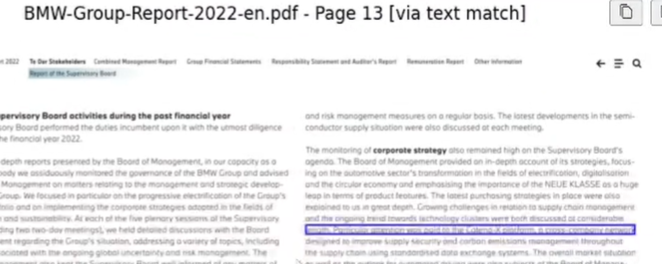 BMW-Group-Report-2022-en.pdf - Page 13 [via text match]
2022 To Our Stakeholders Combined Management Report Group Financial Statements Responsibility Statement and Auditor's Report Remuneration Report Other Information
Report of the Supervisory Board
pervisory Board activities during the past financial year
ory Board performed the duties incumbent upon it with the utmost diligence
he financial year 2022.
depth reports presented by the Board of Management, in our capacity as a
body we assiduously monitored the governance of the BMW Group and advised
Management on matters relating to the management and strategic develop-
Group. We focused in particular on the progressive electrification of the Group's
and on implementing the corporate strategies adopted in the fields of
and sustainability. At each of the five plenary sessions of the Supervisory
ding two two-day meetings), we held detailed discussions with the Board
ent regarding the Group's situation, addressing a variety of topics, including
ociated with the ongoing global uncertainty and risk management. The
and risk management measures on a regular basis. The latest developments in the semi-
conductor supply situation were also discussed at each meeting.
The monitoring of corporate strategy also remained high on the Supervisory Board's
agenda. The Board of Management provided an in-depth account of its strategies, focus-
ing on the automotive sector's transformation in the fields of electrification, digitalisation
and the circular economy and emphasising the importance of the NEUE KLASSE as a huge
leap in terms of product features. The latest purchasing strategies in place were also
explained to us in great depth. Growing challenges in relation to supply chain management
and the ongoing trend towards technology clusters were both discussed at considerable
length. Particular attention was paid to the Catena-X platform, a cross-company network
designed to improve supply security and carbon emissions management throughout
the supply chain using standardised data exchange systems. The overall market situation